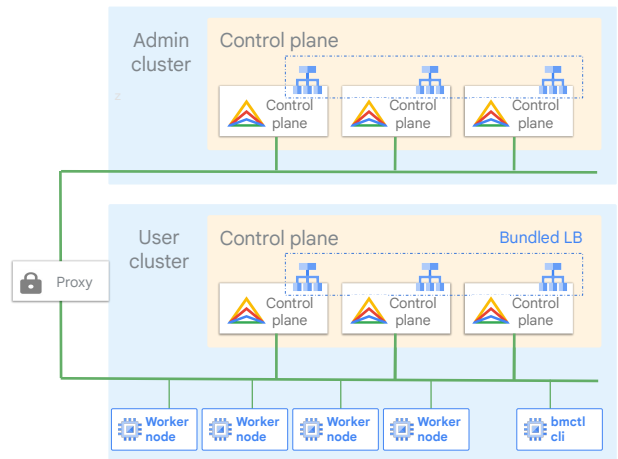 Admin
cluster
Control plane
Control
plane
Control
plane
Control
plane
User
cluster
Control plane
Bundled LB
Control
plane
Control
plane
Control
plane
Proxy
Worker
node
Worker
node
Worker
node
Worker
node
bmctl
cli